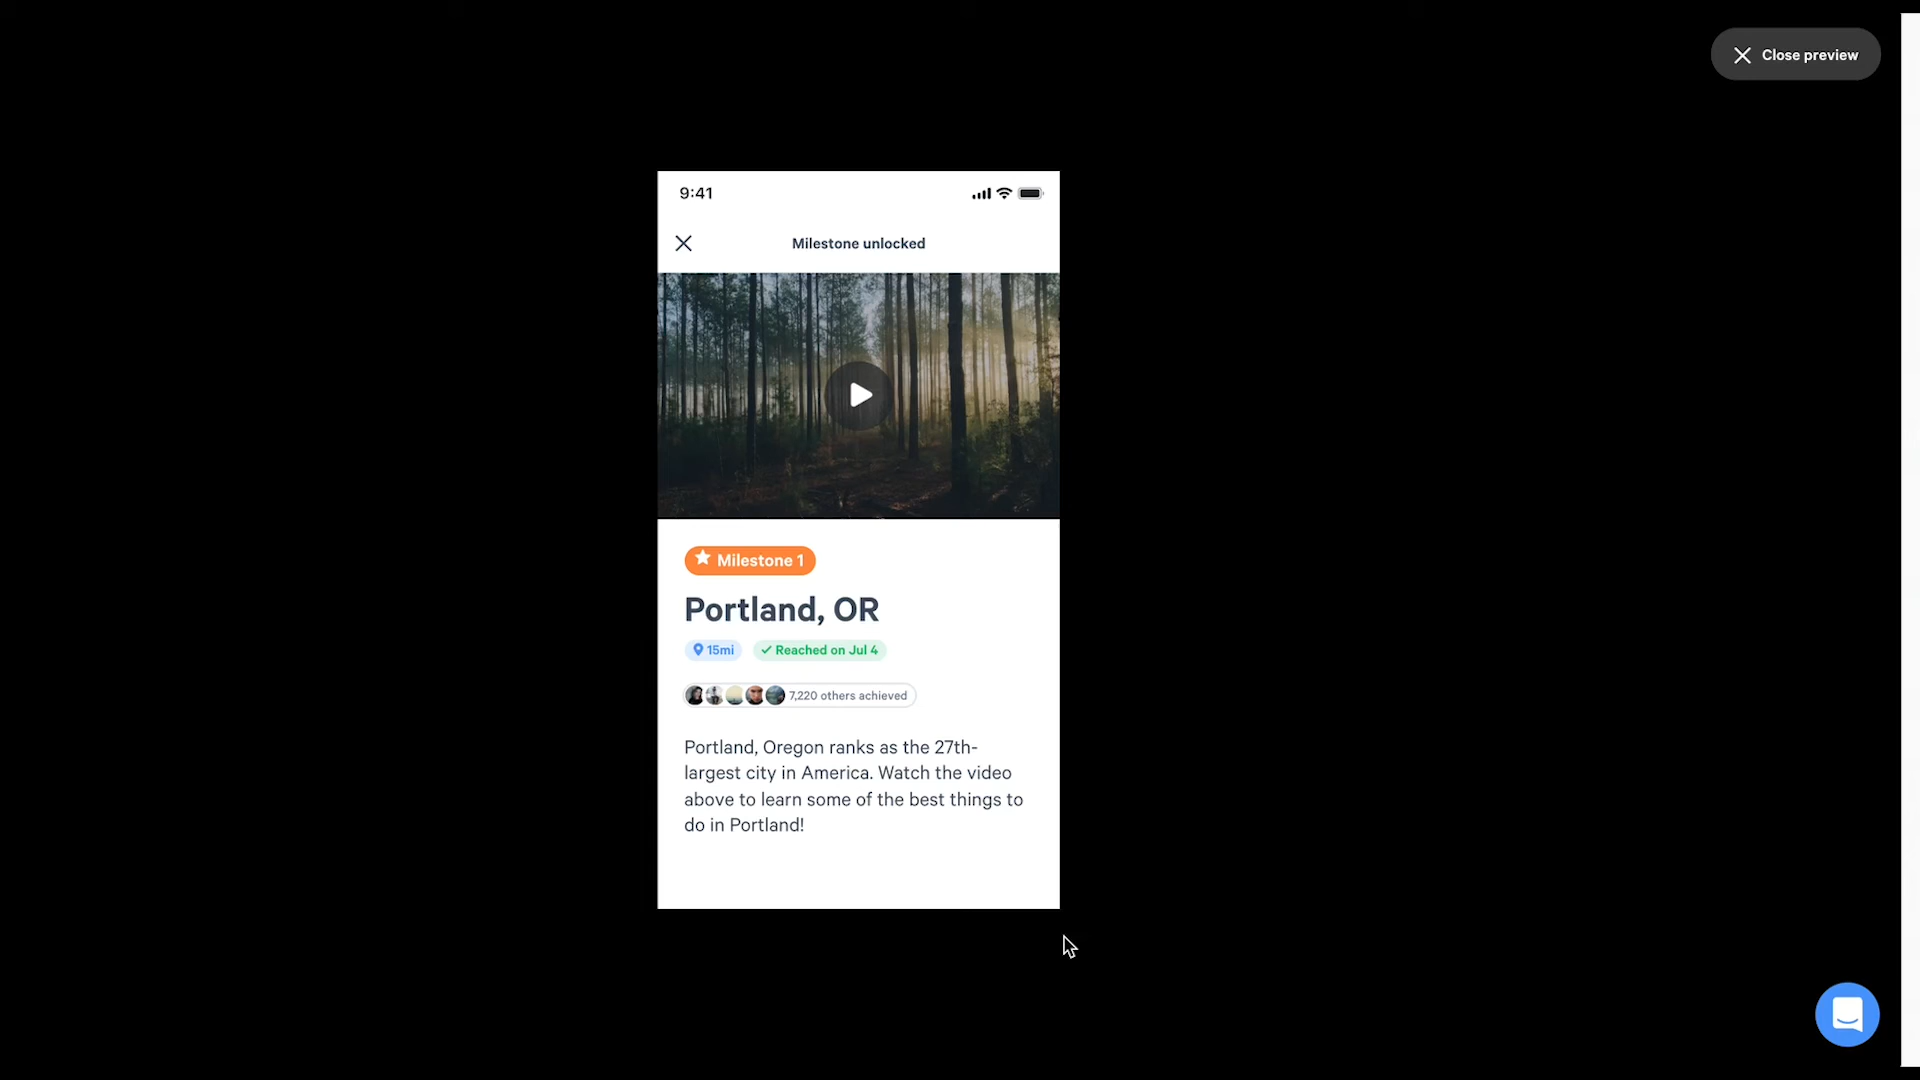 Close preview
9:41
Milestone unlocked
Milestone 1
Portland, OR
15mi
Reached on Jul 4
7,220 others achieved
Portland, Oregon ranks as the 27th-
largest city in America. Watch the video
above to learn some of the best things to
do in Portland!